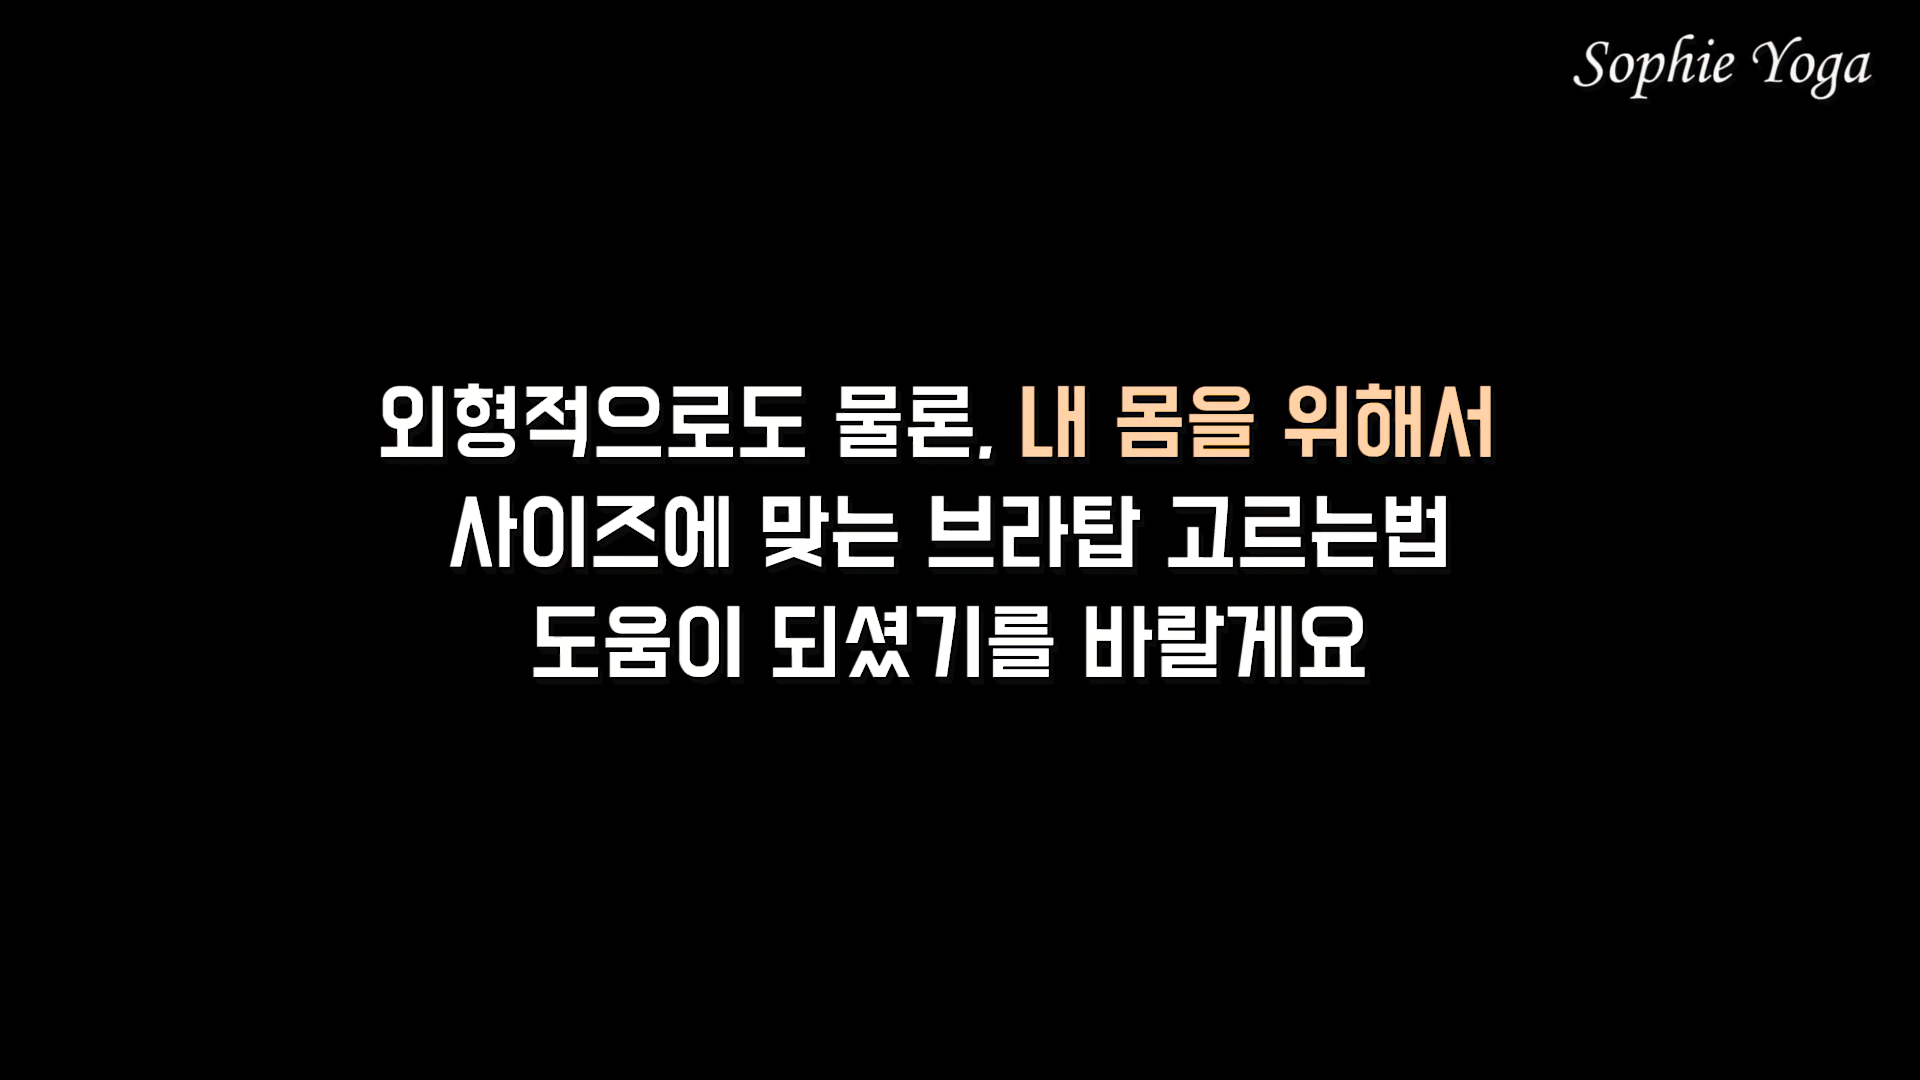 Sophie Yoga
외형적으로도 물론, 내 몸을 위해서
사이즈에 맞는 브라탑 고르는법
도움이 되셨기를 바랄게요